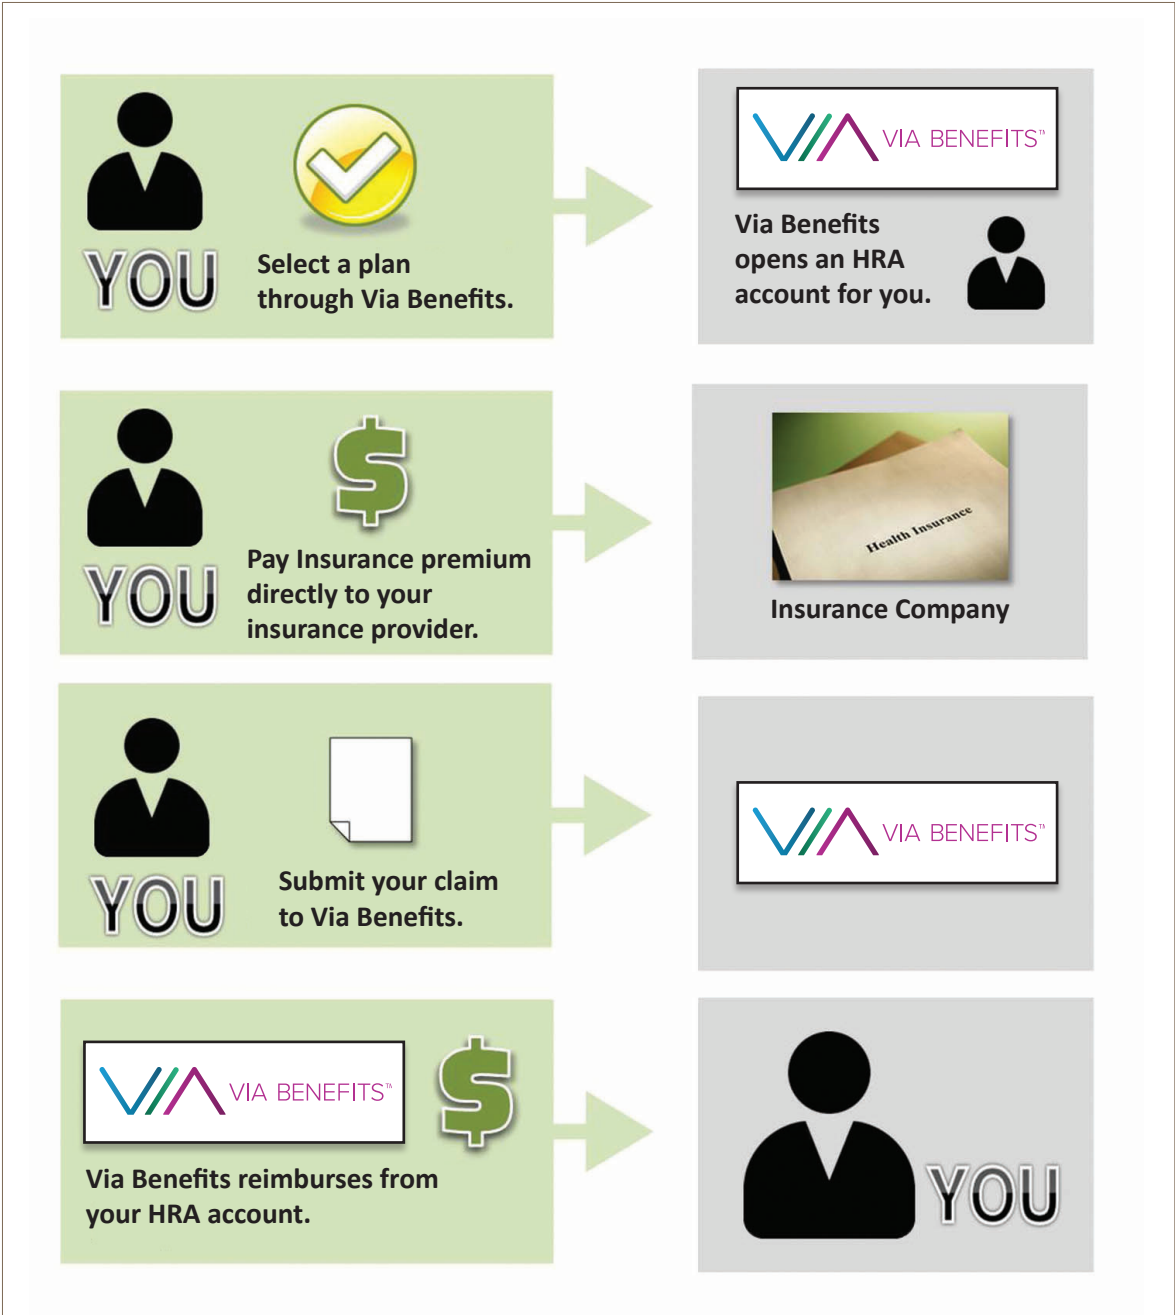 VIA BENEFITS™
YOU
Select a plan
through Via Benefits.
Via Benefits
opens an HRA
account for you.
YOU
Pay Insurance premium
directly to your
insurance provider.
Health Insurance
Insurance Company
YOU
Submit your claim
to Via Benefits.
VIA BENEFITS™
VIA BENEFITS™
Via Benefits reimburses from
your HRA account.
YOU